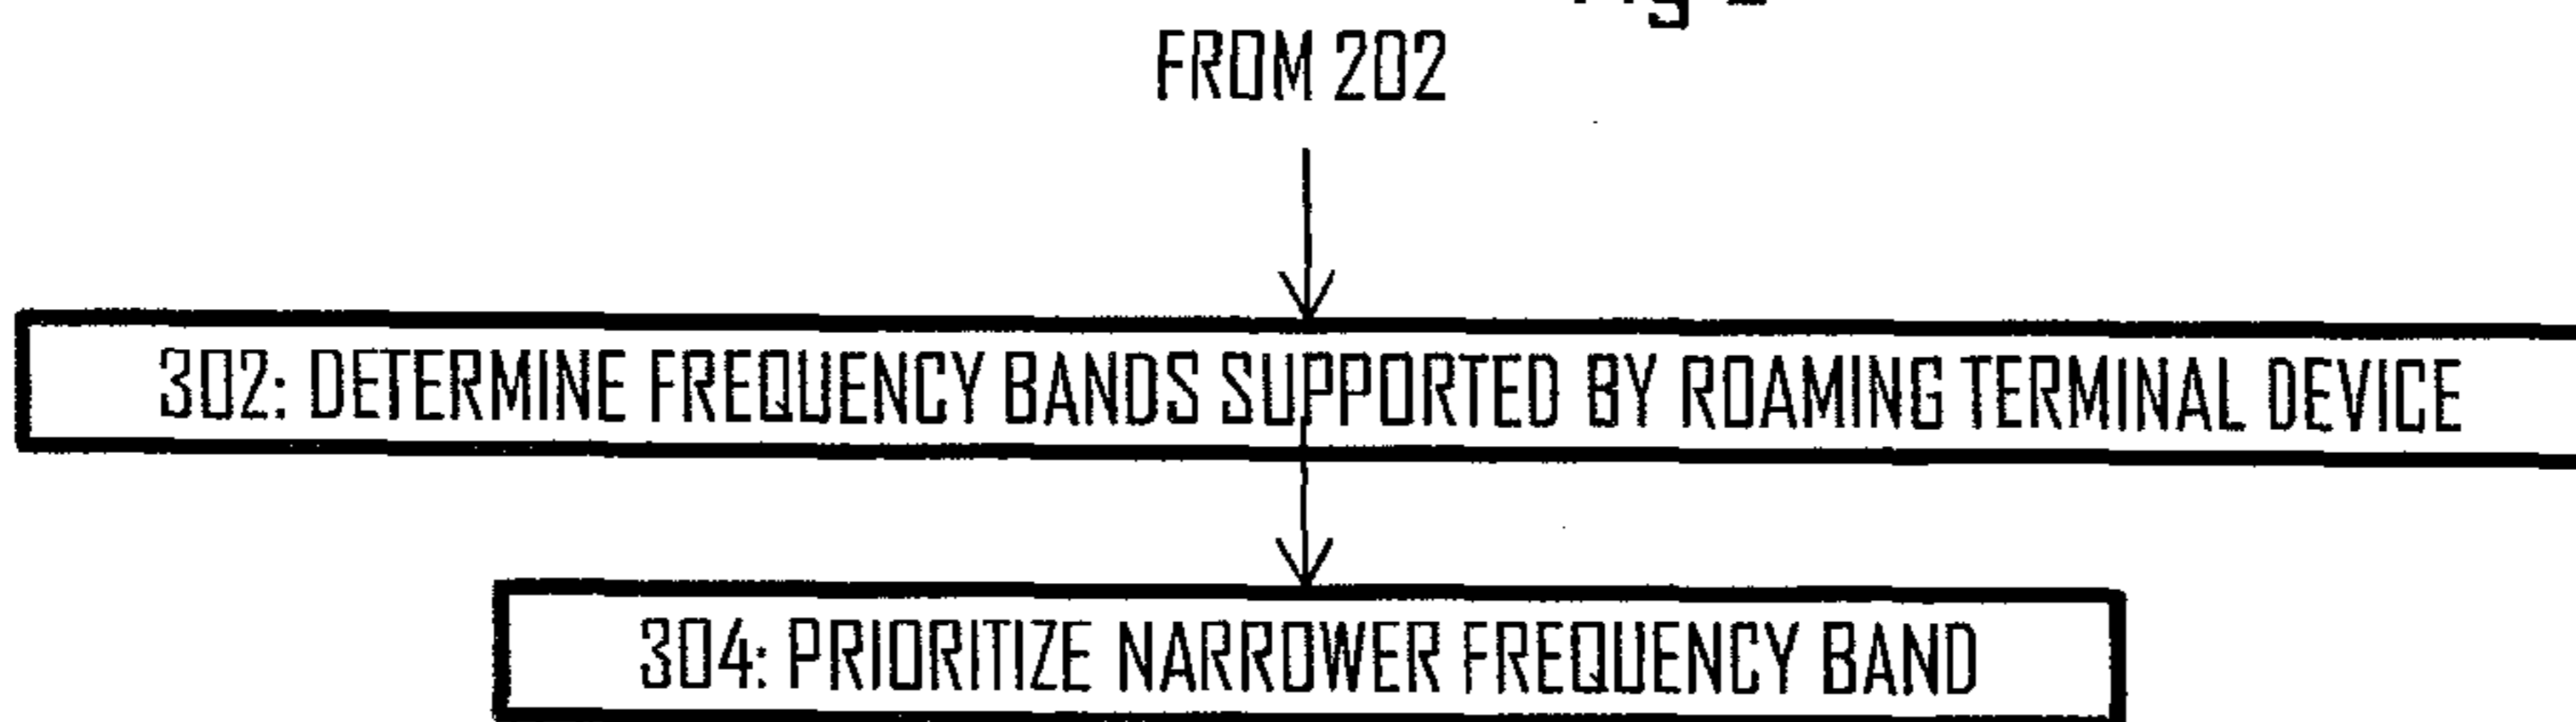 FROM 202
302: DETERMINE FREQUENCY BANDS SUPPORTED BY ROAMING TERMINAL DEVICE
304: PRIORITIZE NARROWER FREQUENCY BAND